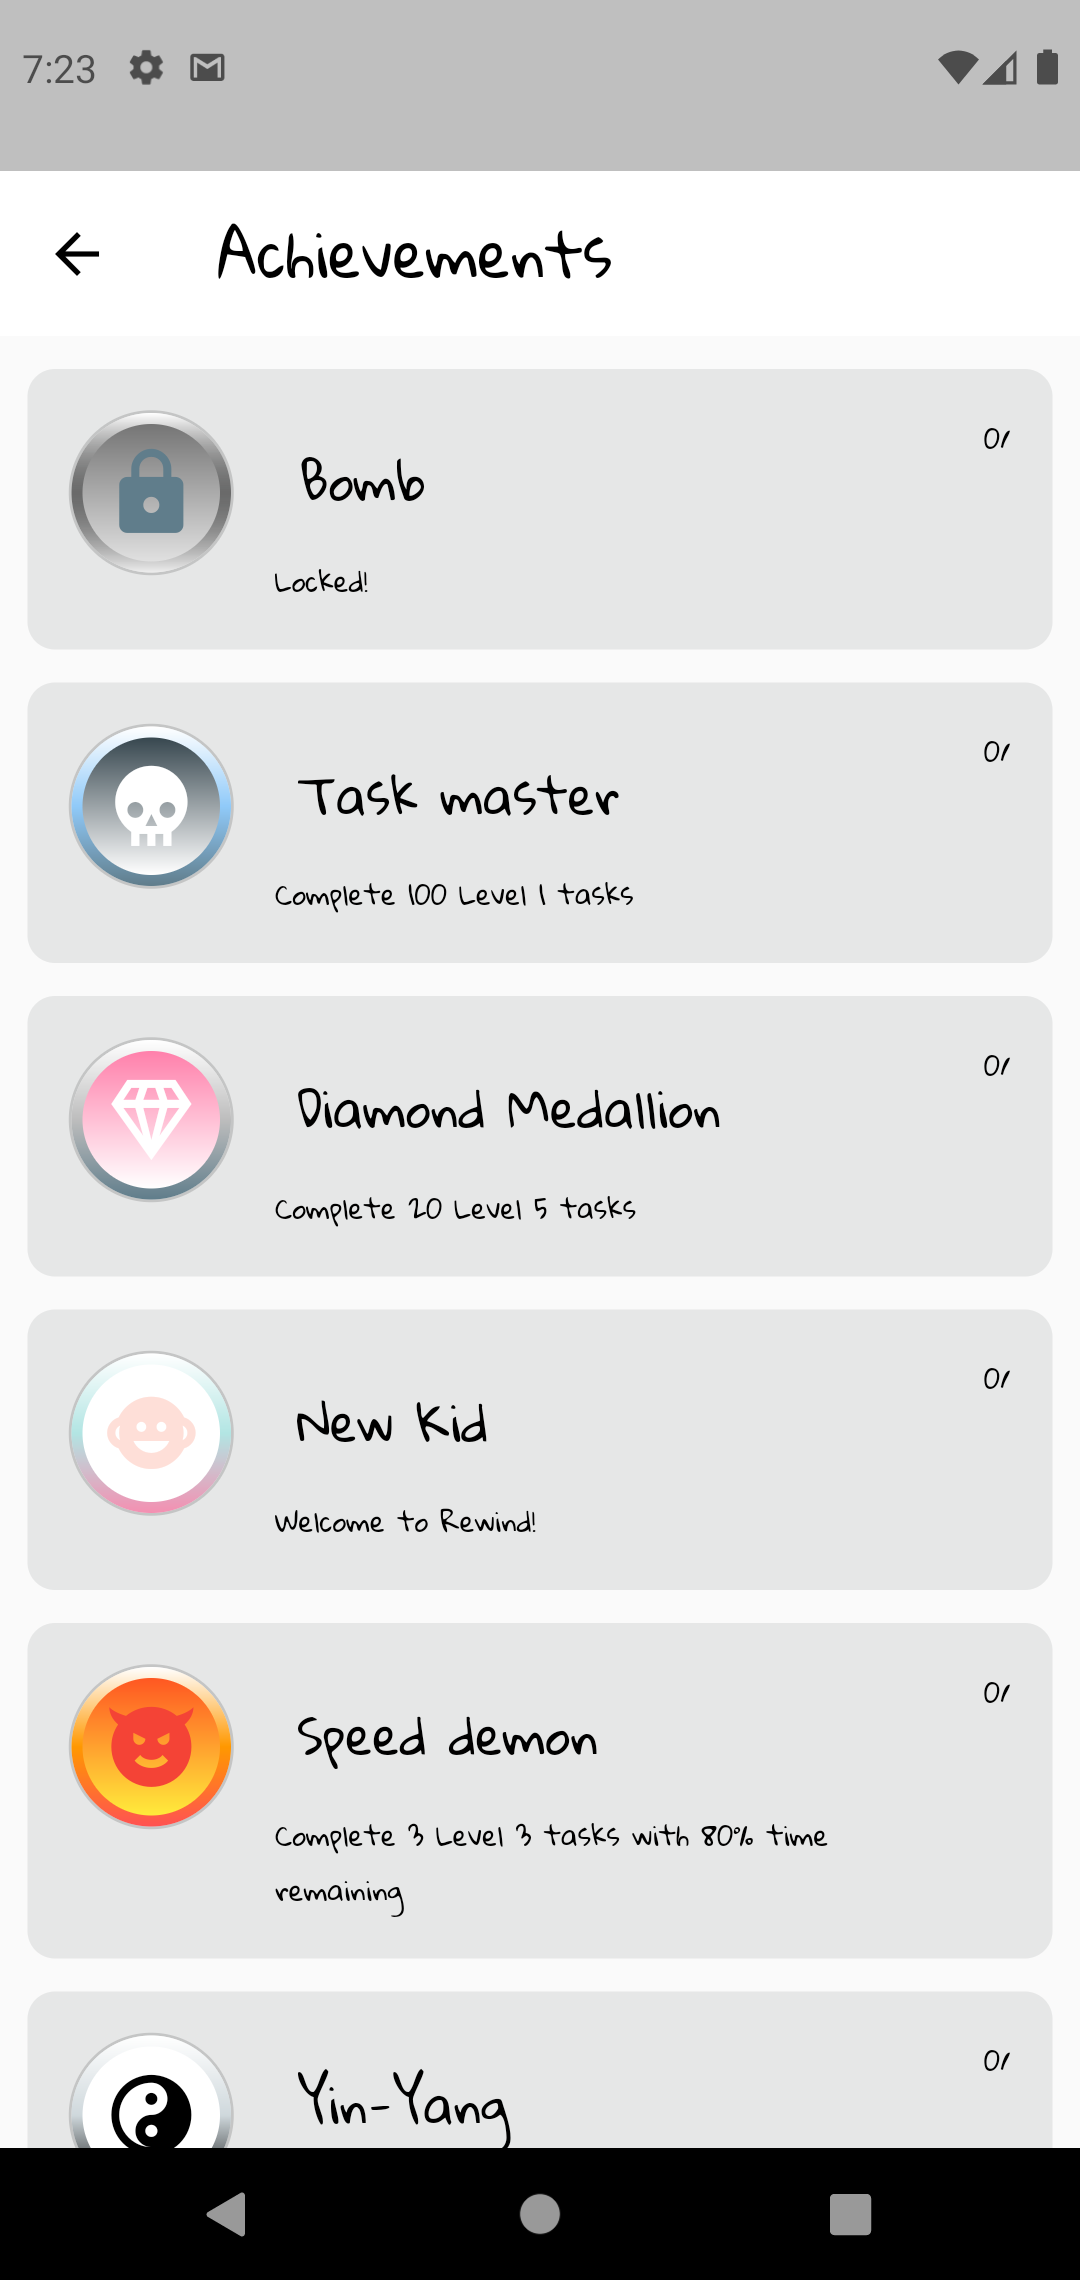 7:23
Achievements
0/
Bomb
Locked!
0/
Task master
Complete 100 Level 1 tasks
0/
Diamond Medallion
Complete 20 Level 5 tasks
0/
New Kid
Welcome to Rewind!
0/
Speed demon
Complete 3 Level 3 tasks with 80% time
remaining
0/
Yin-Yang